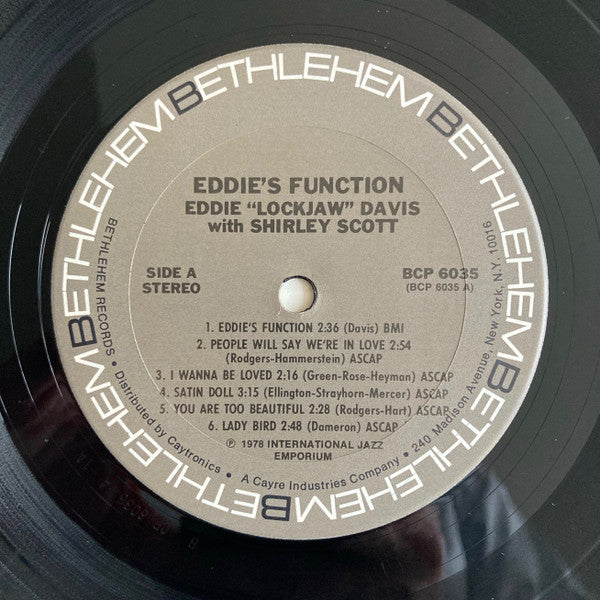 BETHLEHEM BETHLEHEM BETHLEHEM BETHLEHEM BETHLEHEM
EDDIE'S FUNCTION
EDDIE “LOCKJAW” DAVIS
with SHIRLEY SCOTT
SIDE A
STEREO
BCP 6035
(BCP 6035 A)
1. EDDIE'S FUNCTION 2:36 (Davis) BMI
2. PEOPLE WILL SAY WE'RE IN LOVE 2:54
(Rodgers-Hammerstein) ASCAP
3. I WANNA BE LOVED 2:16 (Green-Rose-Heyman) ASCAP
4. SATIN DOLL 3:15 (Ellington-Strayhorn-Mercer) ASCAP
5. YOU ARE TOO BEAUTIFUL 2:28 (Rodgers-Hart) ASCAP
6. LADY BIRD 2:48 (Dameron) ASCAP
℗ 1978 INTERNATIONAL JAZZ
EMPORIUM
BETHLEHEM RECORDS • Distributed by Caytronics • A Cayre Industries Company • 240 Madison Avenue, New York, N.Y. 10016